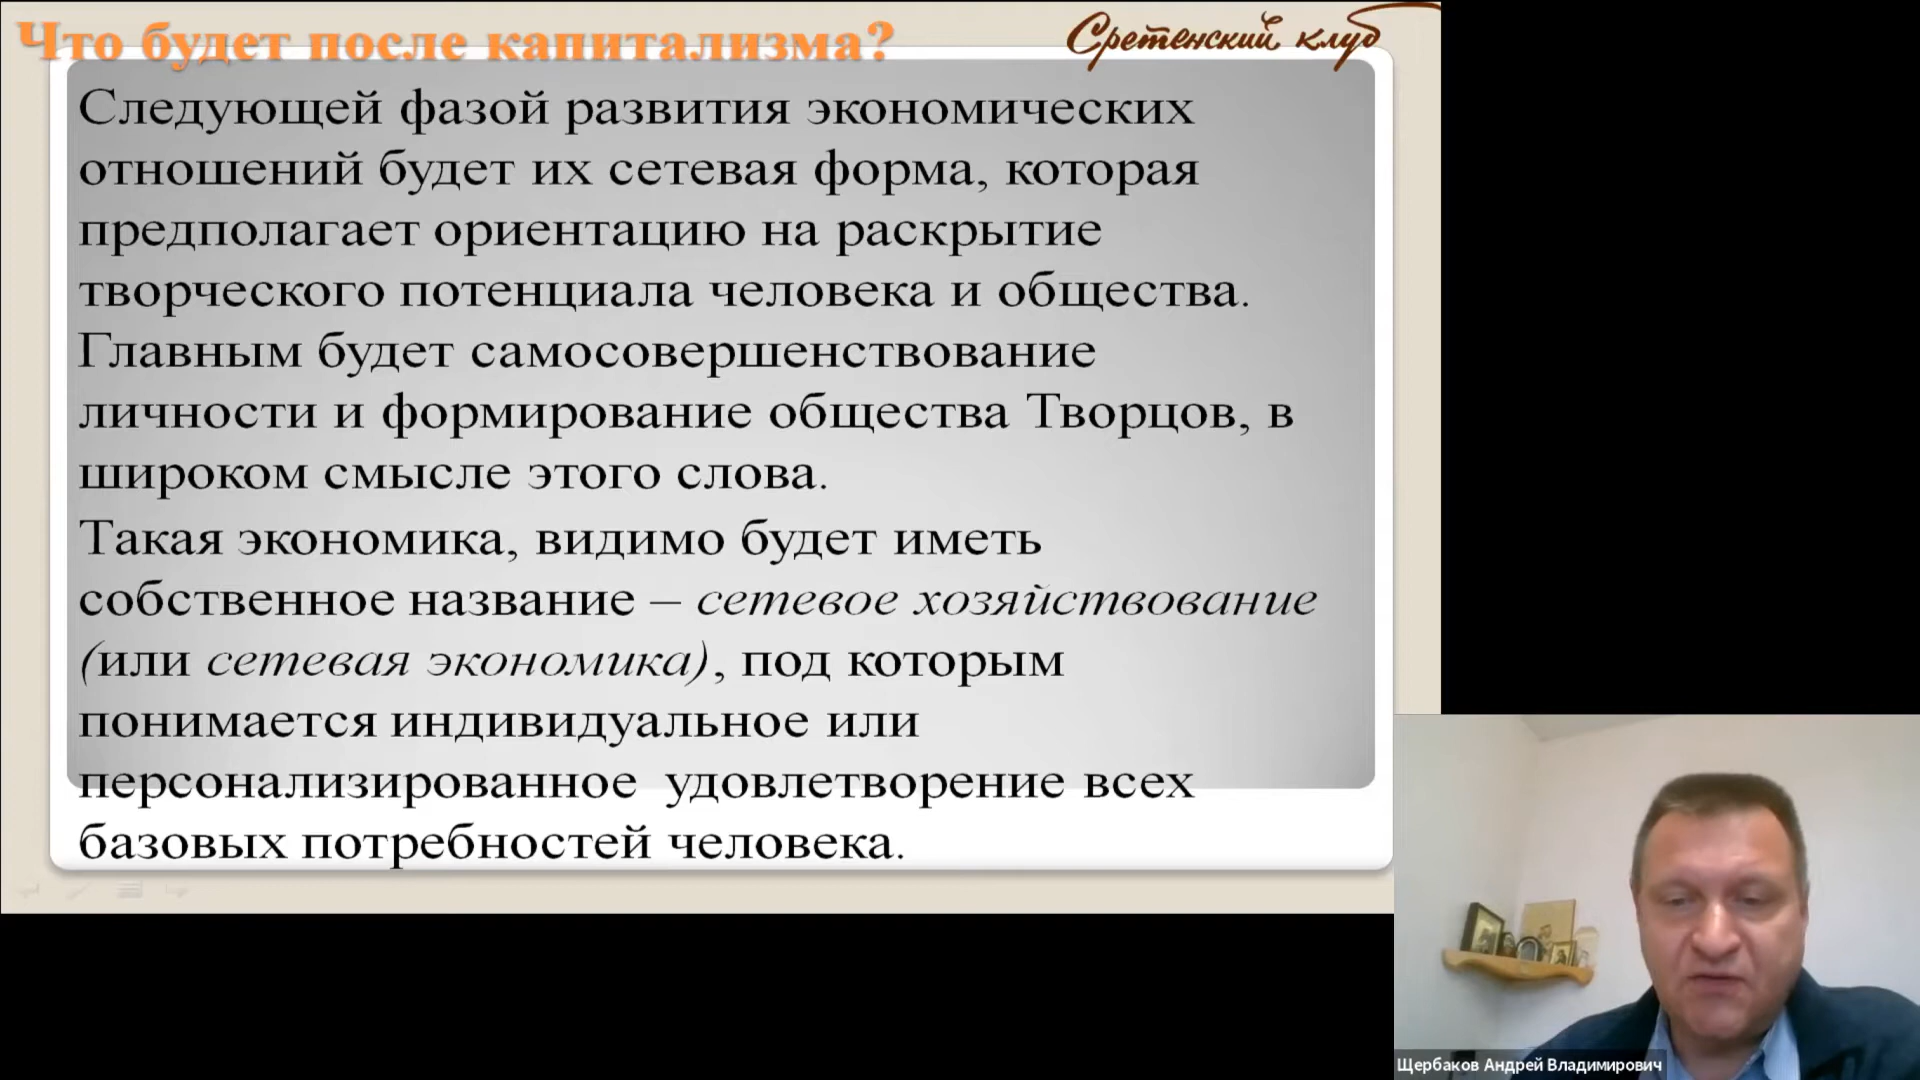 Что будет после капитализма?
Сретенский клуб
Следующей фазой развития экономических
отношений будет их сетевая форма, которая
предполагает ориентацию на раскрытие
творческого потенциала человека и общества.
Главным будет самосовершенствование
личности и формирование общества Творцов, в
широком смысле этого слова.
Такая экономика, видимо будет иметь
собственное название – сетевое хозяйствование
(или сетевая экономика), под которым
понимается индивидуальное или
персонализированное удовлетворение всех
базовых потребностей человека.
Щербаков Андрей Владимирович